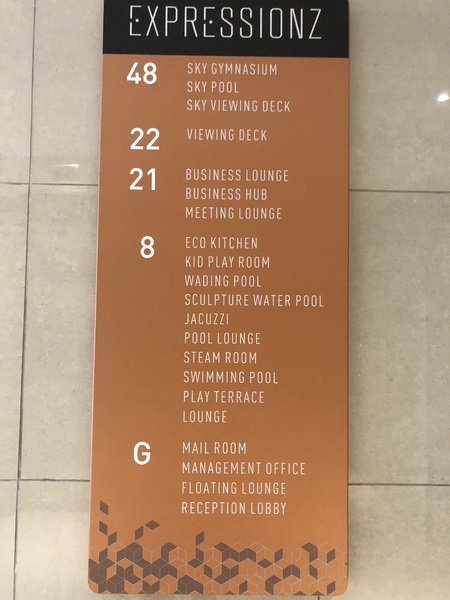 EXPRESSIONZ
48 SKY GYMNASIUM
SKY POOL
SKY VIEWING DECK
22 VIEWING DECK
21 BUSINESS LOUNGE
BUSINESS HUB
MEETING LOUNGE
8 ECO KITCHEN
KID PLAY ROOM
WADING POOL
SCULPTURE WATER POOL
JACUZZI
POOL LOUNGE
STEAM ROOM
SWIMMING POOL
PLAY TERRACE
LOUNGE
G MAIL ROOM
MANAGEMENT OFFICE
FLOATING LOUNGE
RECEPTION LOBBY